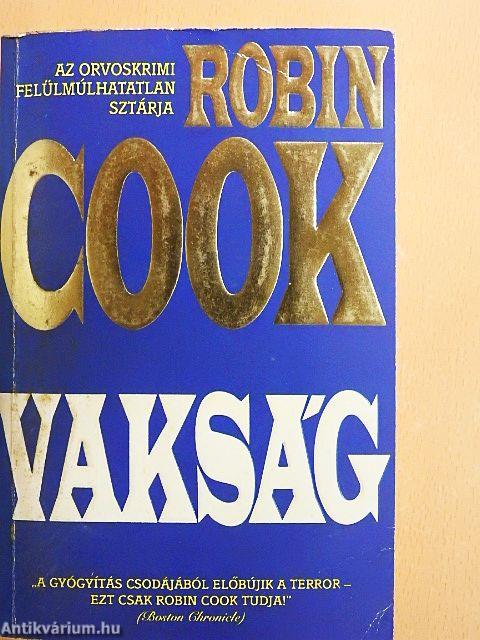 AZ ORVOSKRIMI
FELÜLMÚLHATATLAN
SZTÁRJA
ROBIN
COOK
VAKSÁG
„A GYÓGYÍTÁS CSODÁJÁBÓL ELŐBÚJIK A TERROR –
EZT CSAK ROBIN COOK TUDJA!"
(Boston Chronicle)
Antikvárium.hu